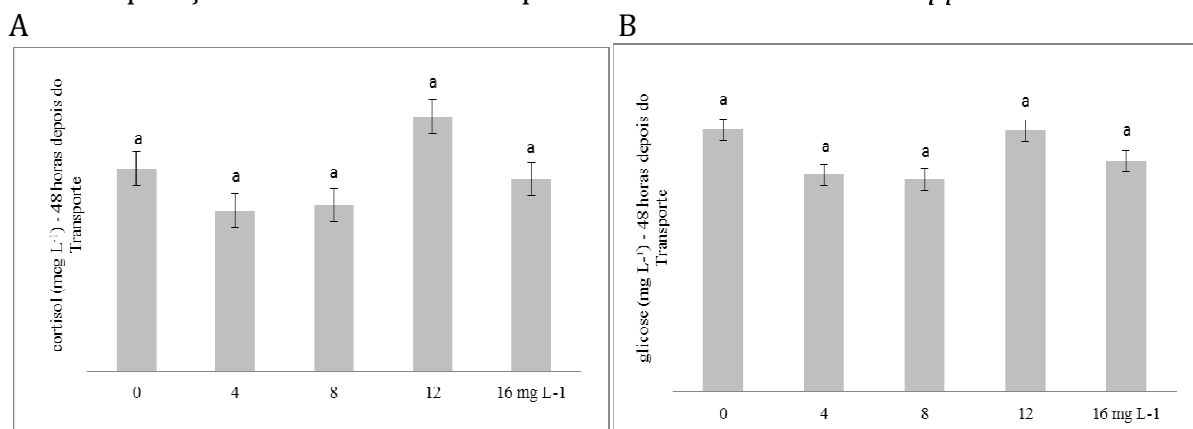 A
B
cortisol (mcg L⁻¹) - 48 horas depois do
Transporte
a
a
a
a
a
0
4
8
12
16 mg L-1
glicose (mg L-¹) - 48 horas depois do
Transporte
a
a
a
a
a
0
4
8
12
16 mg L-1